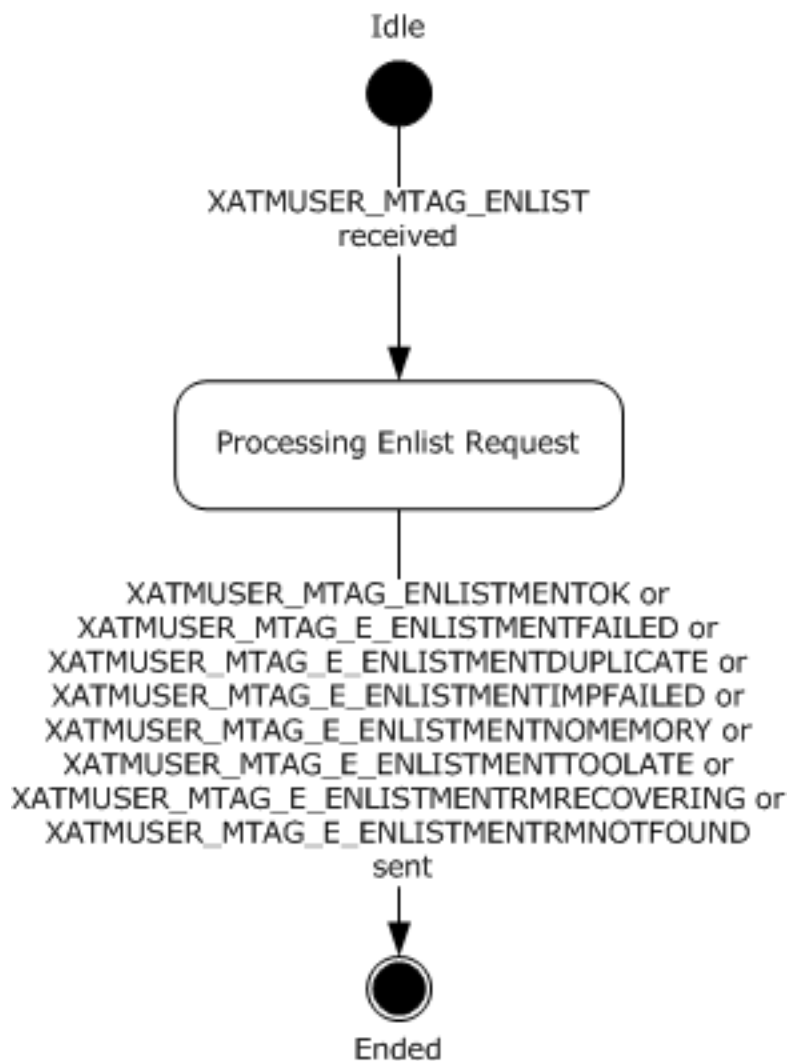 Idle
XATMUSER_MTAG_ENLIST
received
Processing Enlist Request
XATMUSER_MTAG_ENLISTMENTOK or
XATMUSER_MTAG_E_ENLISTMENTFAILED or
XATMUSER_MTAG_E_ENLISTMENTDUPLICATE or
XATMUSER_MTAG_E_ENLISTMENTIMPFAILED or
XATMUSER_MTAG_E_ENLISTMENTNOMEMORY or
XATMUSER_MTAG_E_ENLISTMENTTOOLATE or
XATMUSER_MTAG_E_ENLISTMENTRMRECOVERING or
XATMUSER_MTAG_E_ENLISTMENTRMNOTFOUND
sent
Ended